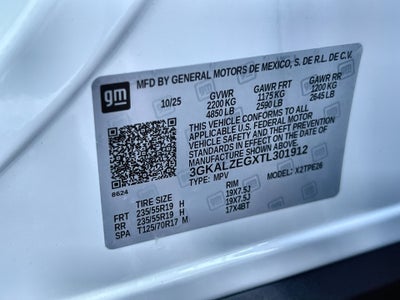 MFD BY GENERAL MOTORS DE MEXICO, S. DE R.L. DE C.V.
gm
10/25 GVWR GAWR FRT GAWR RR
2200 KG 1175 KG 1200 KG
4850 LB 2590 LB 2645 LB
THIS VEHICLE CONFORMS TO ALL
APPLICABLE U.S. FEDERAL MOTOR
VEHICLE SAFETY STANDARDS IN
EFFECT ON THE DATE OF
MANUFACTURE SHOWN ABOVE.
3GKALZEGXTL301912
8624
TYPE: MPV MODEL: X2TPE26
TIRE SIZE RIM
FRT 235/55R19 H 19X7.5J
RR 235/55R19 H 19X7.5J
SPA T125/70R17 M 17X4BT